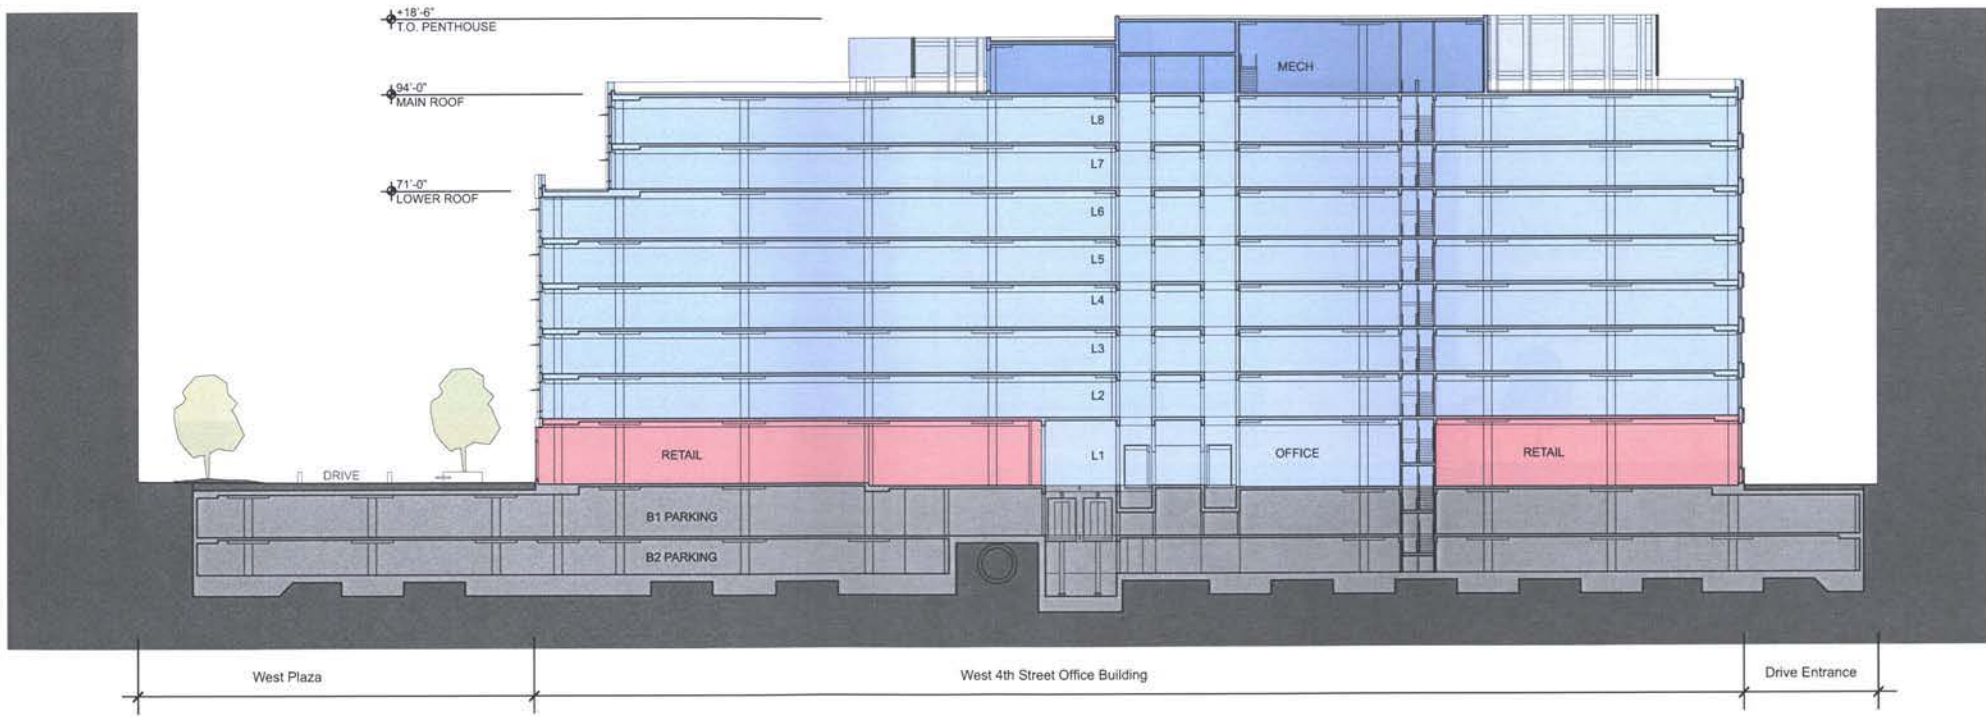 +18'-6"
T.O. PENTHOUSE
94'-0"
MAIN ROOF
71'-0"
LOWER ROOF
MECH
L8
L7
L6
L5
L4
L3
L2
RETAIL
L1
OFFICE
RETAIL
DRIVE
B1 PARKING
B2 PARKING
West Plaza
West 4th Street Office Building
Drive Entrance